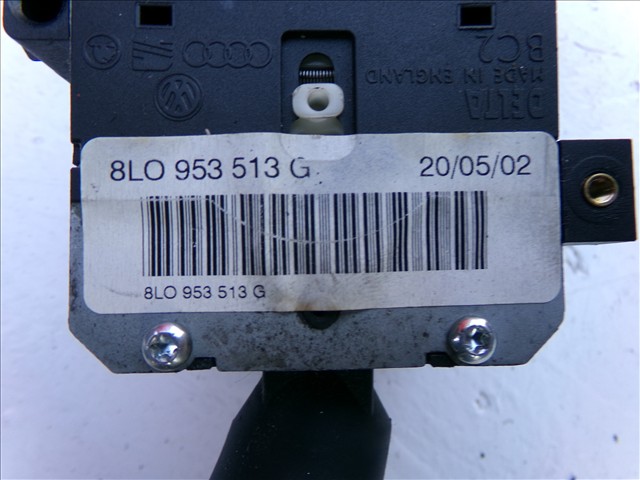 BC2
MADE IN ENGLAND
DELTA
8LO 953 513 G
20/05/02
8LO 953 513 G